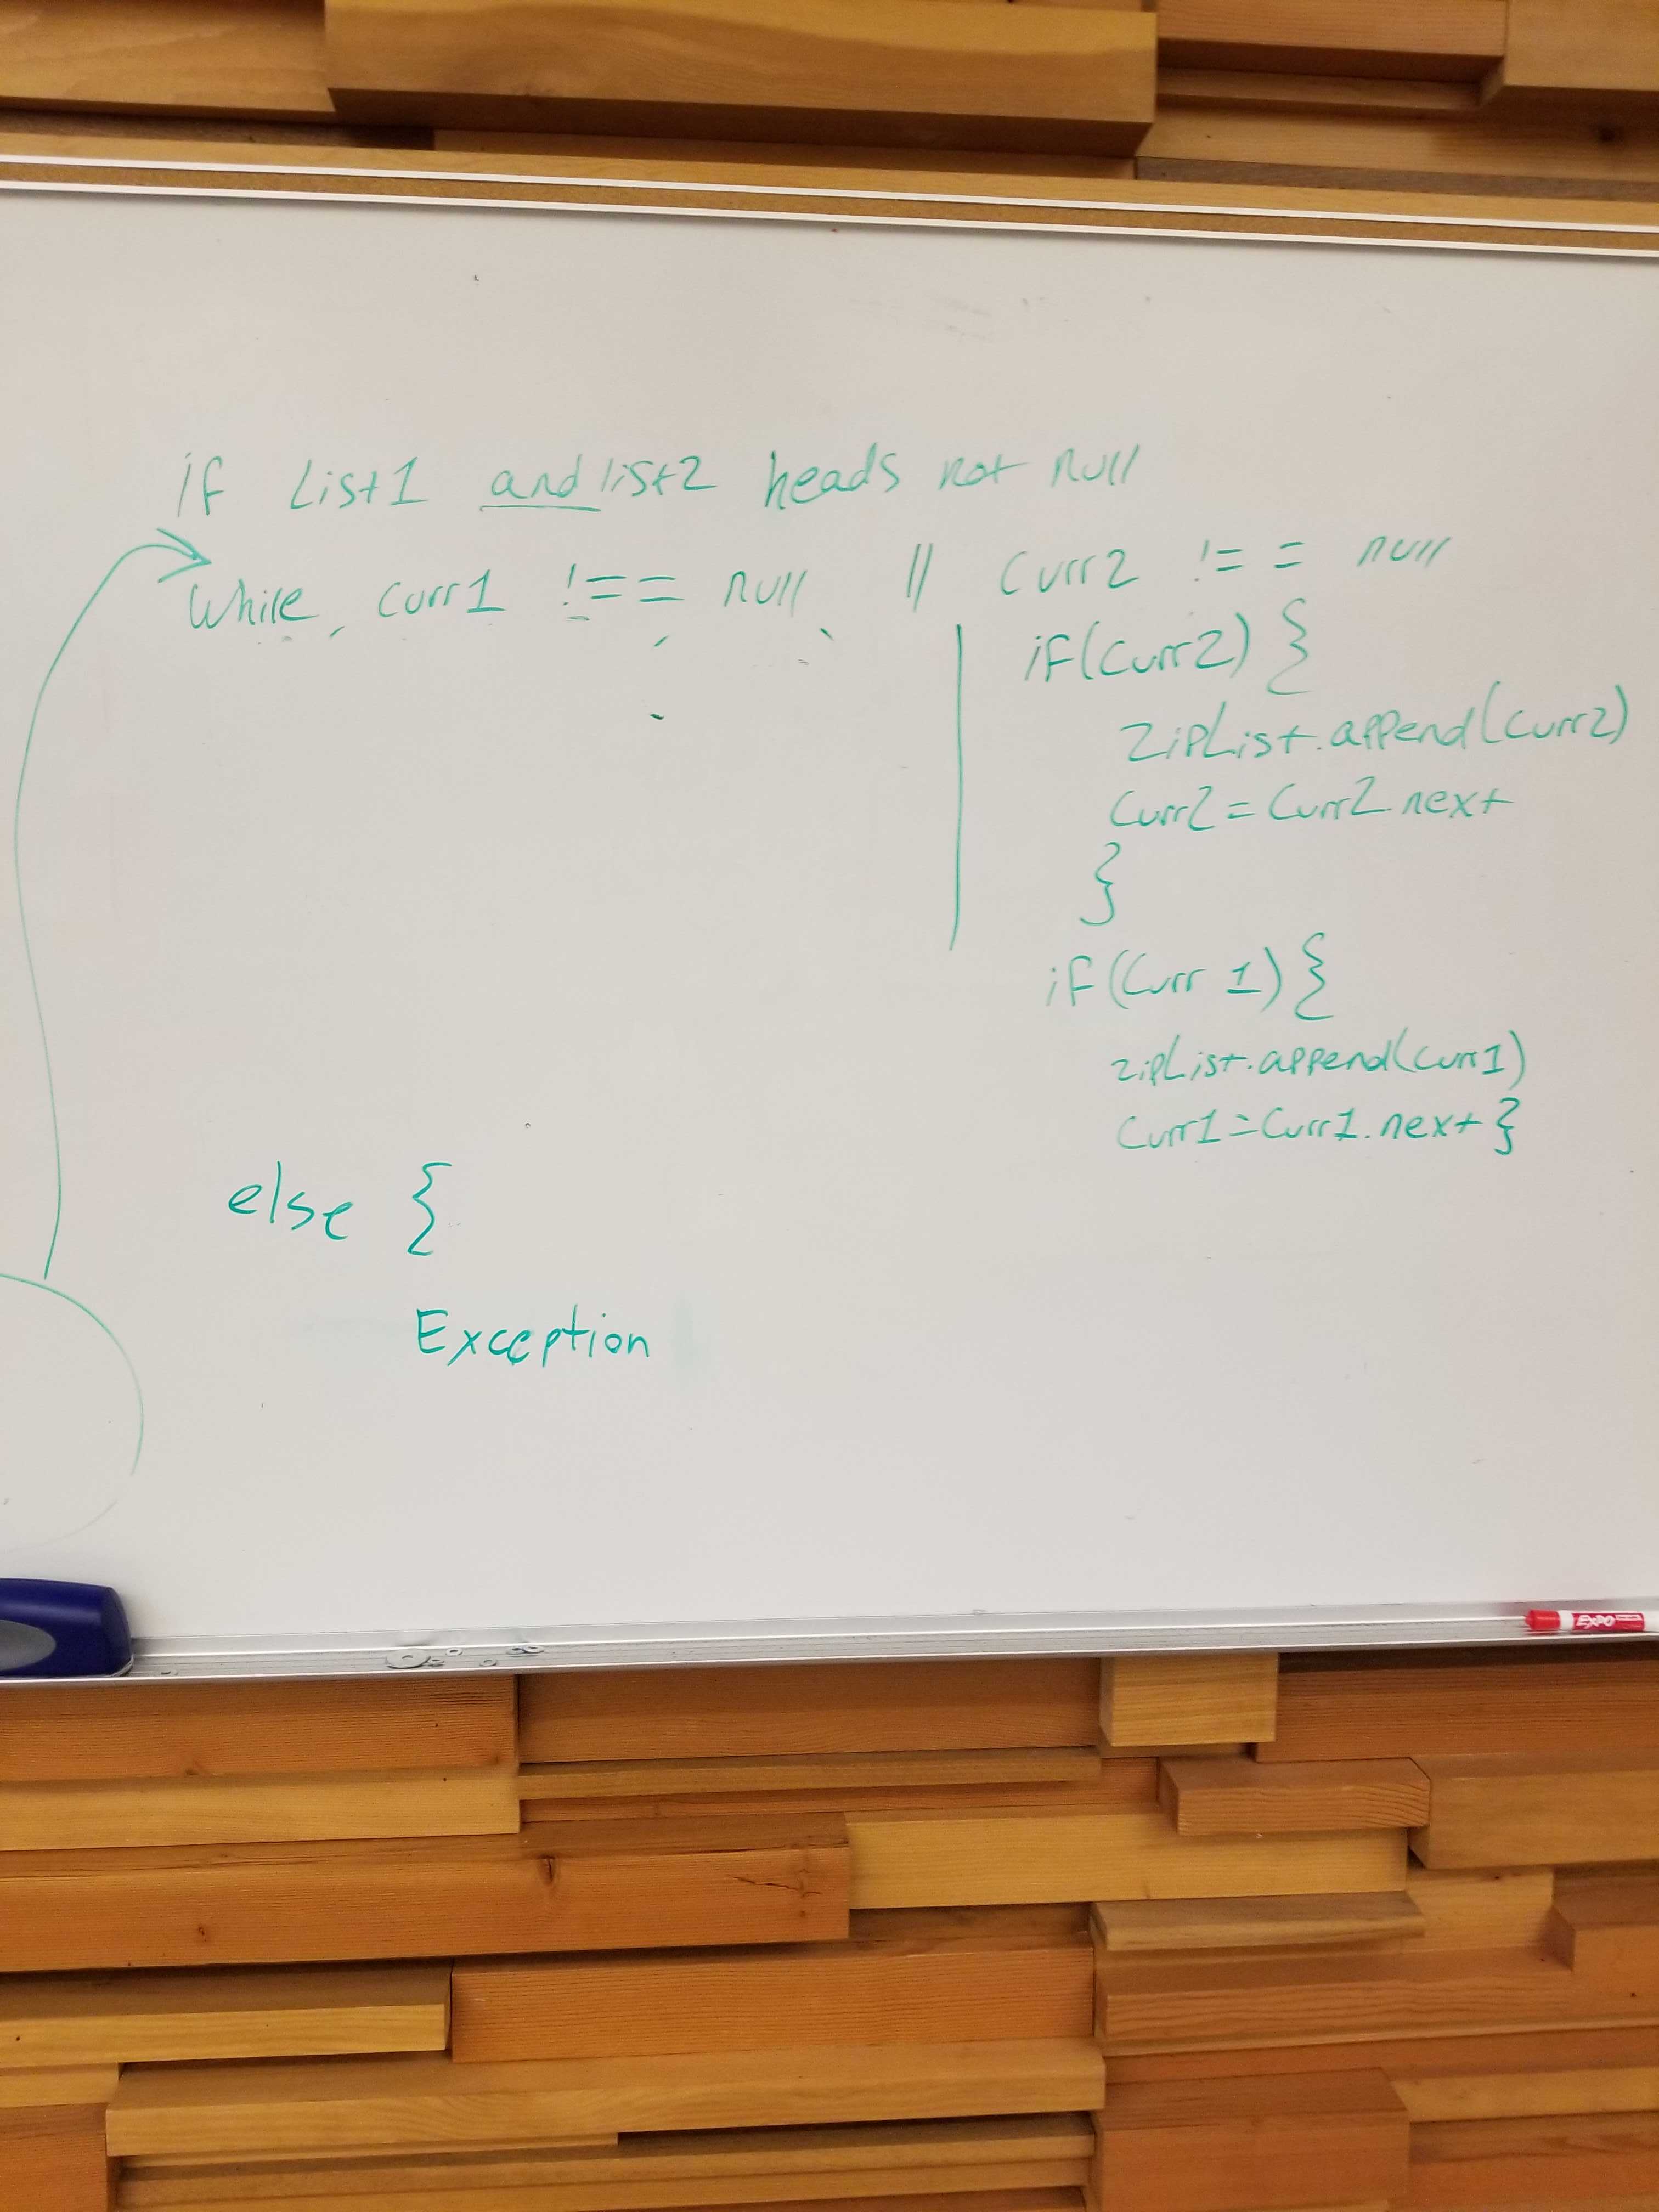 if List1 and list2 heads not null
while curr1 !== null || curr2 !== null
if(curr2) {
ZipList.append(curr2)
curr2 = curr2.next
}
if(curr 1) {
zipList.append(curr1)
curr1 = curr1.next }
else {
Exception
EXPO